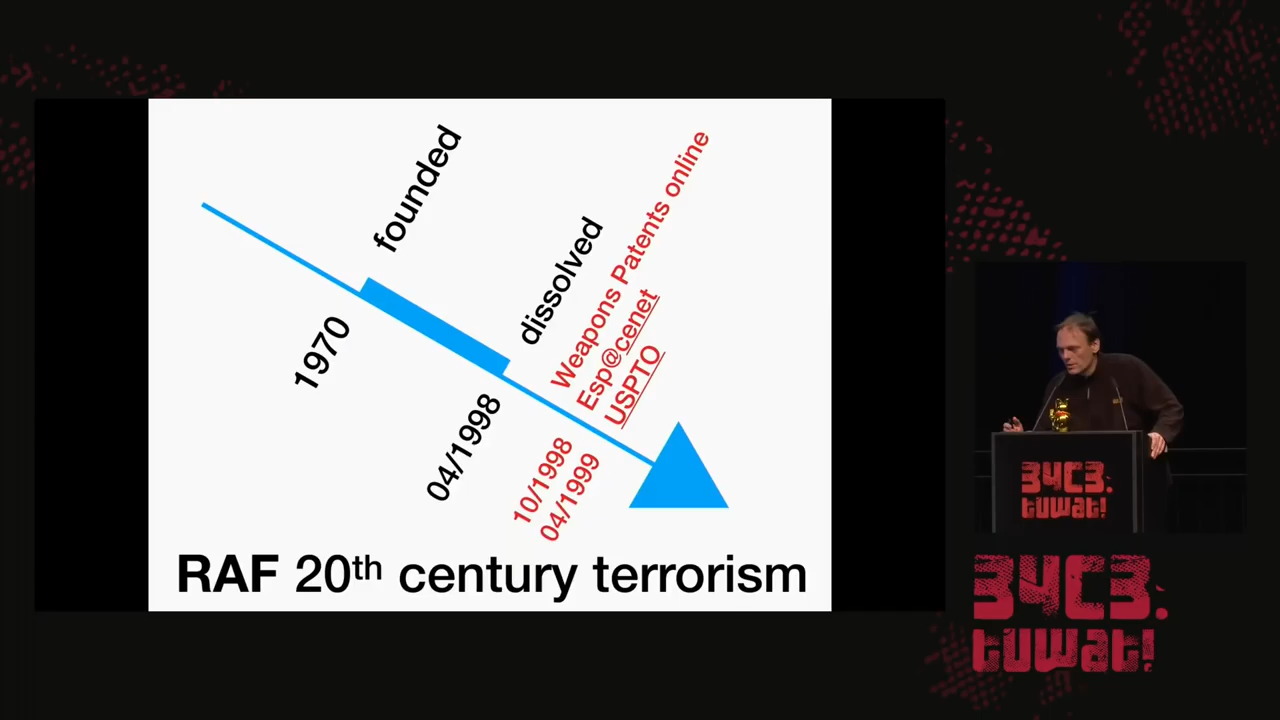 founded
1970
dissolved
04/1998
Weapons Patents online
Esp@cenet
USPTO
10/1998
04/1999
RAF 20th century terrorism
34C3.
tuwat!
34C3.
tuwat!